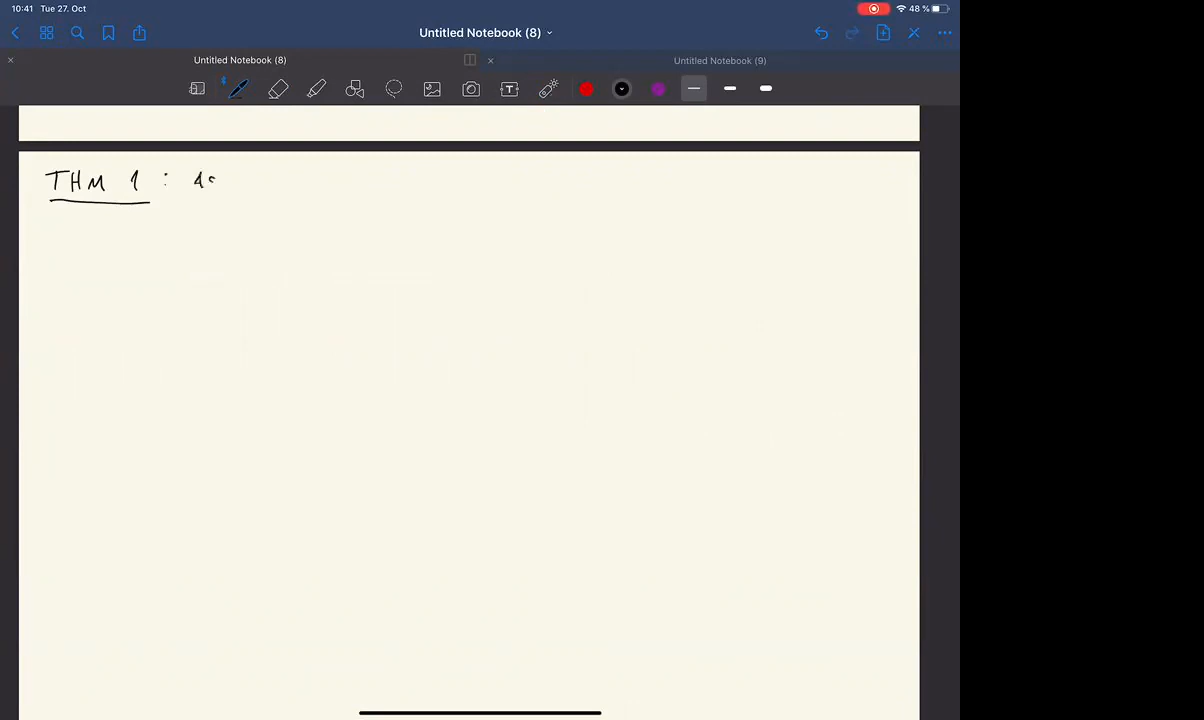 10:41 Tue 27. Oct 48 %
Untitled Notebook (8)
Untitled Notebook (8) Untitled Notebook (9)
THM 1 :